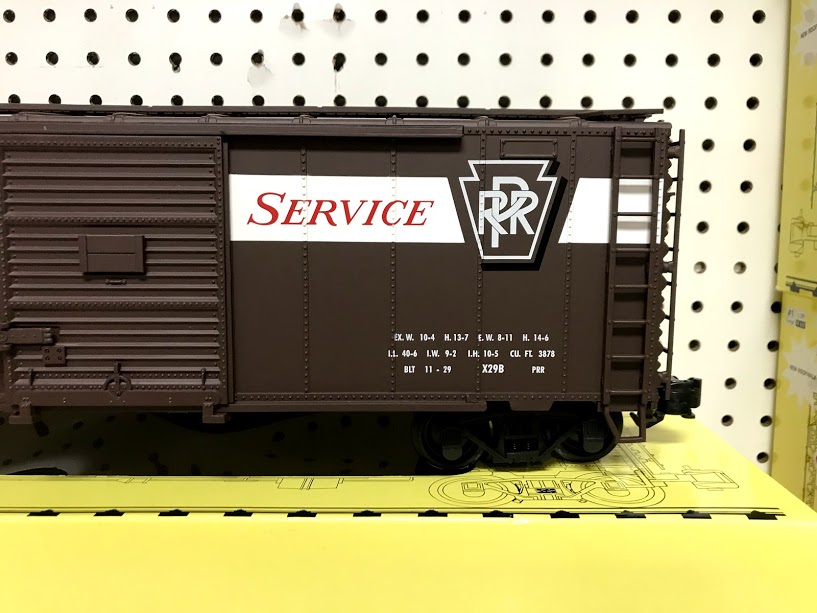 SERVICE
PRR
EX. W. 10-4 H. 13-7 E. W. 8-11 H. 14-6
I.L. 40-6 I.W. 9-2 I.H. 10-5 CU. FT. 3878
BLT 11 - 29 X29B PRR